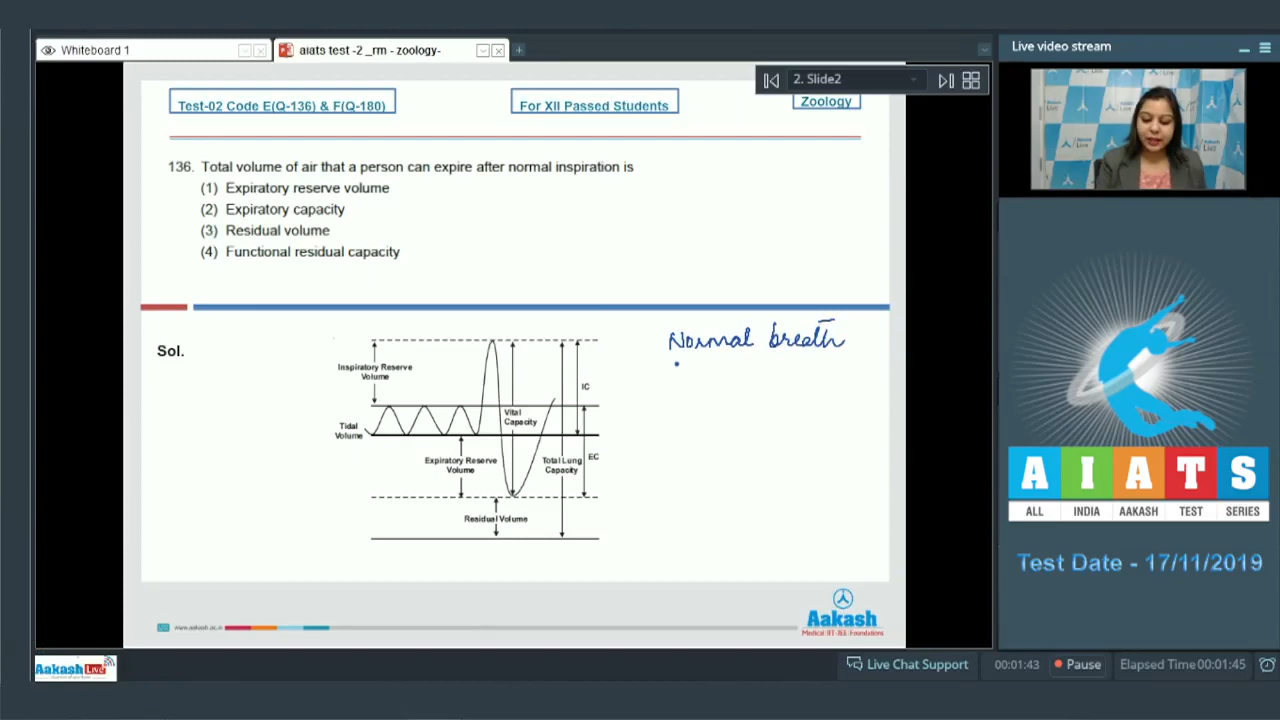 Whiteboard 1
aiats test -2 _rm - zoology-
Live video stream
2. Slide2
Test-02 Code E(Q-136) & F(Q-180)
For XII Passed Students
Zoology
136. Total volume of air that a person can expire after normal inspiration is
(1) Expiratory reserve volume
(2) Expiratory capacity
(3) Residual volume
(4) Functional residual capacity
Sol.
Normal breath
Inspiratory Reserve
Volume
IC
Vital
Capacity
Tidal
Volume
Expiratory Reserve
Volume
Total Lung
Capacity
EC
Residual Volume
A I A T S
ALL INDIA AAKASH TEST SERIES
Test Date - 17/11/2019
www.aakash.ac.in
Aakash
Medical|IIT-JEE|Foundations
Aakash Live
Live Chat Support
00:01:43
Pause
Elapsed Time 00:01:45